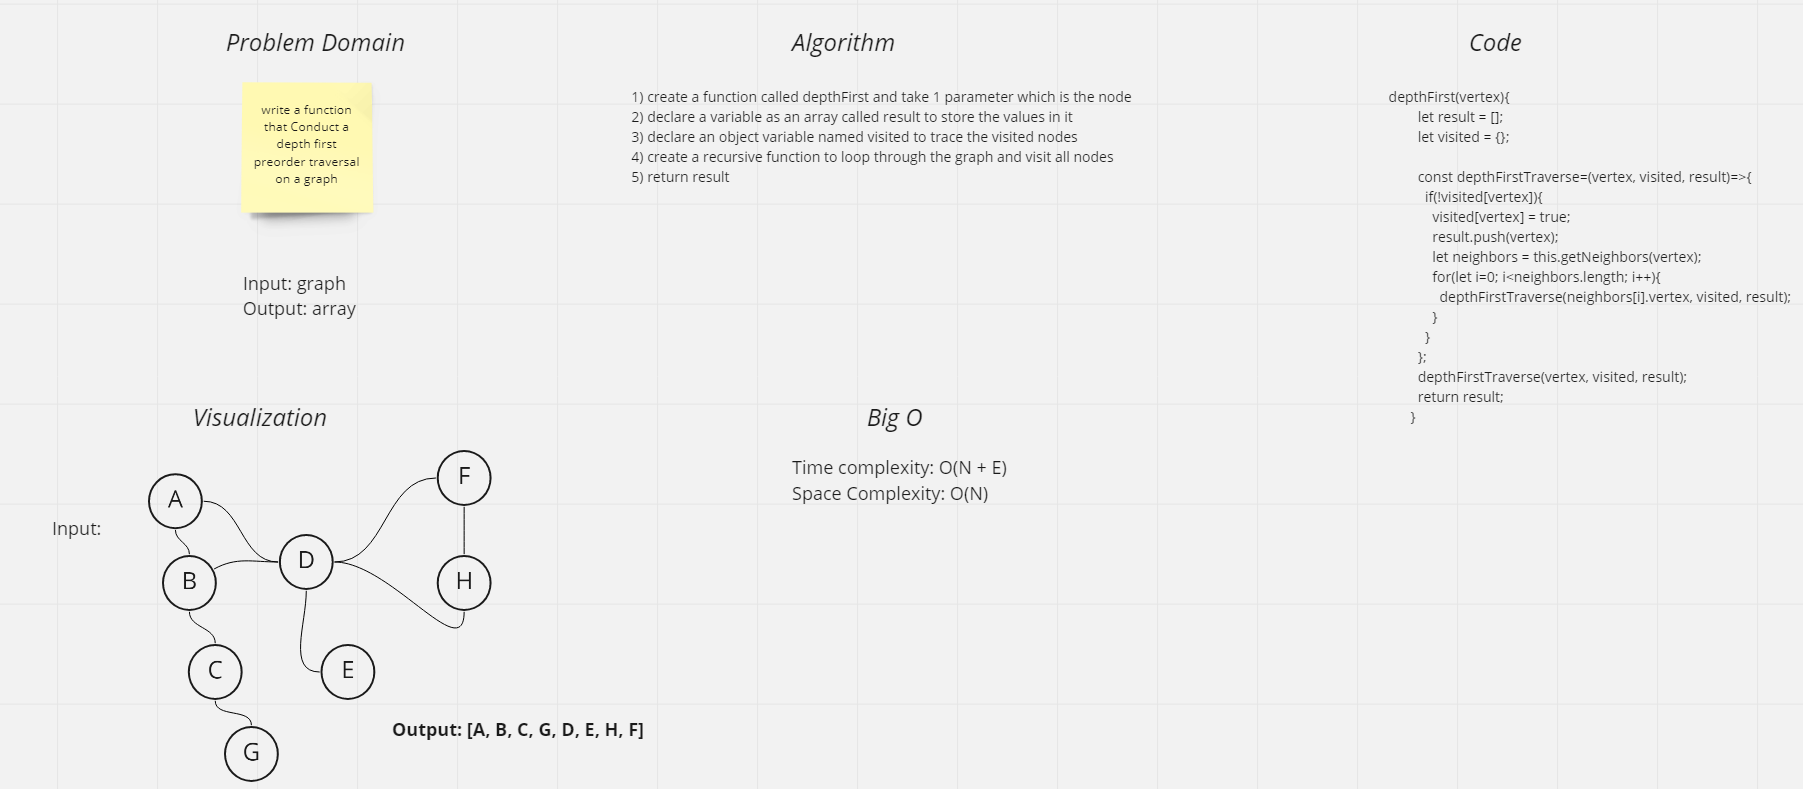 Problem Domain
write a function
that Conduct a
depth first
preorder traversal
on a graph
Input: graph
Output: array
Algorithm
1) create a function called depthFirst and take 1 parameter which is the node
2) declare a variable as an array called result to store the values in it
3) declare an object variable named visited to trace the visited nodes
4) create a recursive function to loop through the graph and visit all nodes
5) return result
Code
depthFirst(vertex){
let result = [];
let visited = {};
const depthFirstTraverse=(vertex, visited, result)=>{
if(!visited[vertex]){
visited[vertex] = true;
result.push(vertex);
let neighbors = this.getNeighbors(vertex);
for(let i=0; i<neighbors.length; i++){
depthFirstTraverse(neighbors[i].vertex, visited, result);
}
}
};
depthFirstTraverse(vertex, visited, result);
return result;
}
Visualization
Input:
A
B
C
G
D
E
F
H
Output: [A, B, C, G, D, E, H, F]
Big O
Time complexity: O(N + E)
Space Complexity: O(N)